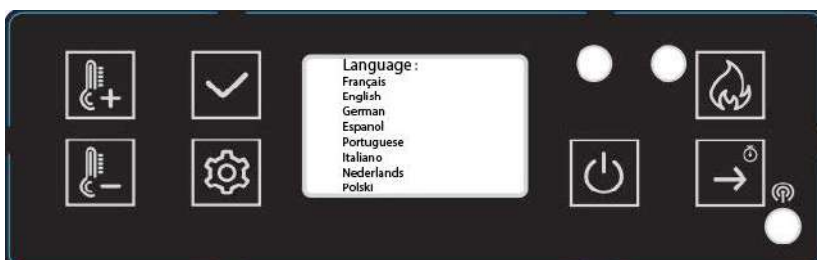 Language :
Français
English
German
Espanol
Portuguese
Italiano
Nederlands
Polski